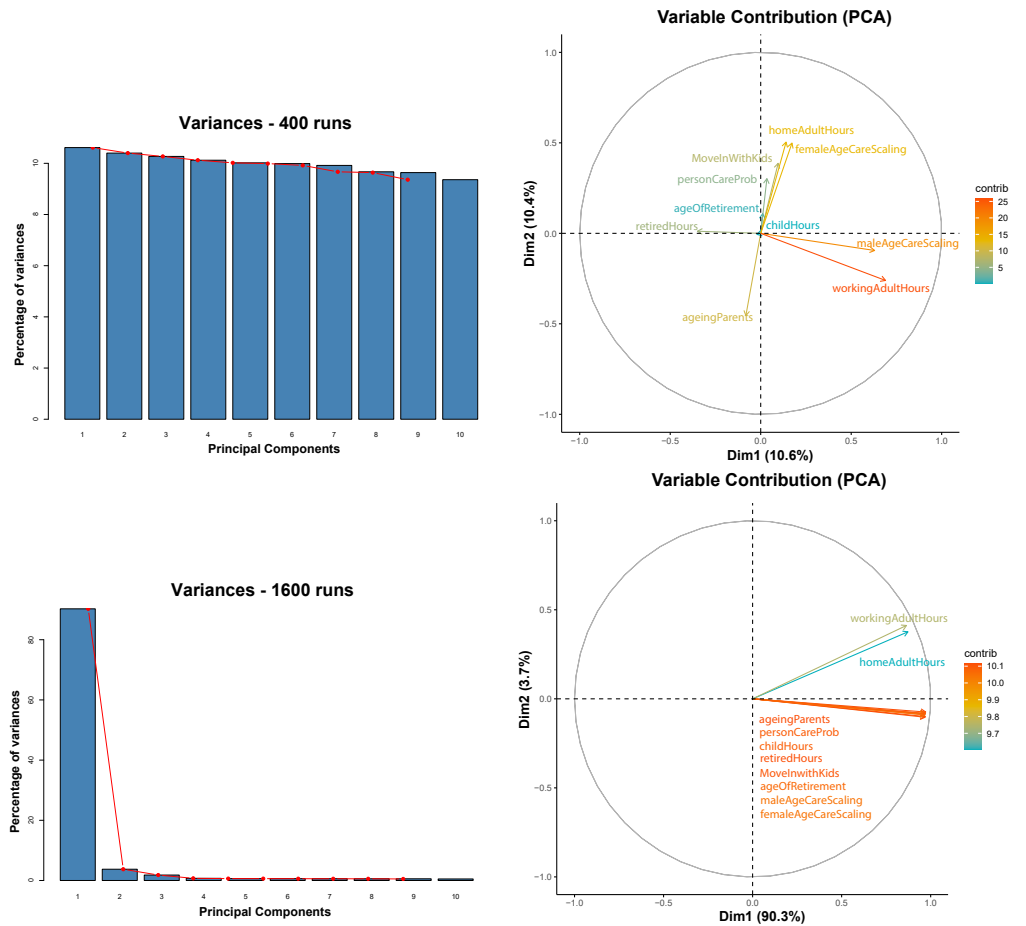 Variances - 400 runs
Percentage of variances
10
8
6
4
2
0
1 2 3 4 5 6 7 8 9 10
Principal Components
Variable Contribution (PCA)
Dim2 (10.4%)
1.0
0.5
0.0
−0.5
−1.0
homeAdultHours
femaleAgeCareScaling
MoveInWithKids
personCareProb
ageOfRetirement
childHours
retiredHours
maleAgeCareScaling
workingAdultHours
ageingParents
−1.0 −0.5 0.0 0.5 1.0
Dim1 (10.6%)
contrib
25
20
15
10
5
Variances - 1600 runs
Percentage of variances
80
60
40
20
0
1 2 3 4 5 6 7 8 9 10
Principal Components
Variable Contribution (PCA)
Dim2 (3.7%)
1.0
0.5
0.0
−0.5
−1.0
workingAdultHours
homeAdultHours
ageingParents
personCareProb
childHours
retiredHours
MoveInwithKids
ageOfRetirement
maleAgeCareScaling
femaleAgeCareScaling
−1.0 −0.5 0.0 0.5 1.0
Dim1 (90.3%)
contrib
10.1
10.0
9.9
9.8
9.7